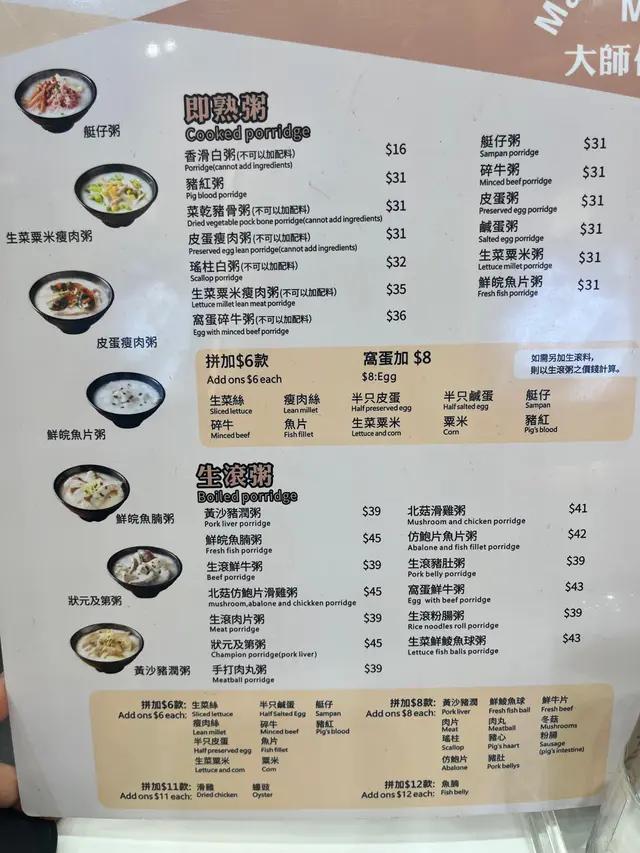 Ma
M
大師
艇仔粥
生菜粟米瘦肉粥
皮蛋瘦肉粥
鮮皖魚片粥
鮮皖魚腩粥
狀元及第粥
黃沙豬潤粥
即熟粥
Cooked porridge
香滑白粥(不可以加配料) $16
Porridge(cannot add ingredients)
豬紅粥 $31
Pig blood porridge
菜乾豬骨粥(不可以加配料) $31
Dried vegetable pock bone porridge(cannot add ingredients)
皮蛋瘦肉粥(不可以加配料) $31
Preserved egg lean porridge(cannot add ingredients)
瑤柱白粥(不可以加配料) $32
Scallop porridge
生菜粟米瘦肉粥(不可以加配料) $35
Lettuce millet lean meat porridge
窩蛋碎牛粥(不可以加配料) $36
Egg with minced beef porridge
艇仔粥 $31
Sampan porridge
碎牛粥 $31
Minced beef porridge
皮蛋粥 $31
Preserved egg porridge
鹹蛋粥 $31
Salted egg porridge
生菜粟米粥 $31
Lettuce millet porridge
鮮皖魚片粥 $31
Fresh fish porridge
拼加$6款 窩蛋加 $8
Add ons $6 each $8:Egg
如需另加生滾料,
則以生滾粥之價錢計算。
生菜絲 瘦肉絲 半只皮蛋 半只鹹蛋 艇仔
Sliced lettuce Lean millet Half preserved egg Half salted egg Sampan
碎牛 魚片 生菜粟米 粟米 豬紅
Minced beef Fish fillet Lettuce and corn Corn Pig's blood
生滾粥
Boiled porridge
黃沙豬潤粥 $39
Pork liver porridge
鮮皖魚腩粥 $45
Fresh fish porridge
生滾鮮牛粥 $39
Beef porridge
北菇仿鮑片滑雞粥 $45
mushroom,abalone and chickken porridge
生滾肉片粥 $39
Meat porridge
狀元及第粥 $45
Champion porridge(pork liver)
手打肉丸粥 $39
Meatball porridge
北菇滑雞粥 $41
Mushroom and chicken porridge
仿鮑片魚片粥 $42
Abalone and fish fillet porridge
生滾豬肚粥 $39
Pork belly porridge
窩蛋鮮牛粥 $43
Egg with beef porridge
生滾粉腸粥 $39
Rice noodles roll porridge
生菜鮮鯪魚球粥 $43
Lettuce fish balls porridge
拼加$6款: 生菜絲 半只鹹蛋 艇仔
Add ons $6 each: Sliced lettuce Half Salted Egg Sampan
瘦肉絲 碎牛 豬紅
Lean millet Minced beef Pig's blood
半只皮蛋 魚片
Half preserved egg Fish fillet
生菜粟米 粟米
Lettuce and corn Corn
拼加$11款: 滑雞 蠔豉
Add ons $11 each: Dried chicken Oyster
拼加$8款: 黃沙豬潤 鮮鯪魚球 鮮牛片
Add ons $8 each: Pork liver Fresh fish ball Fresh beef
肉片 肉丸 冬菇
Meat Meatball Mushrooms
瑤柱 豬心 粉腸
Scallop Pig's haart Sausage
(pig's intestine)
仿鮑片 豬肚
Abalone Pork bellys
拼加$12款: 魚腩
Add ons $12 each: Fish belly